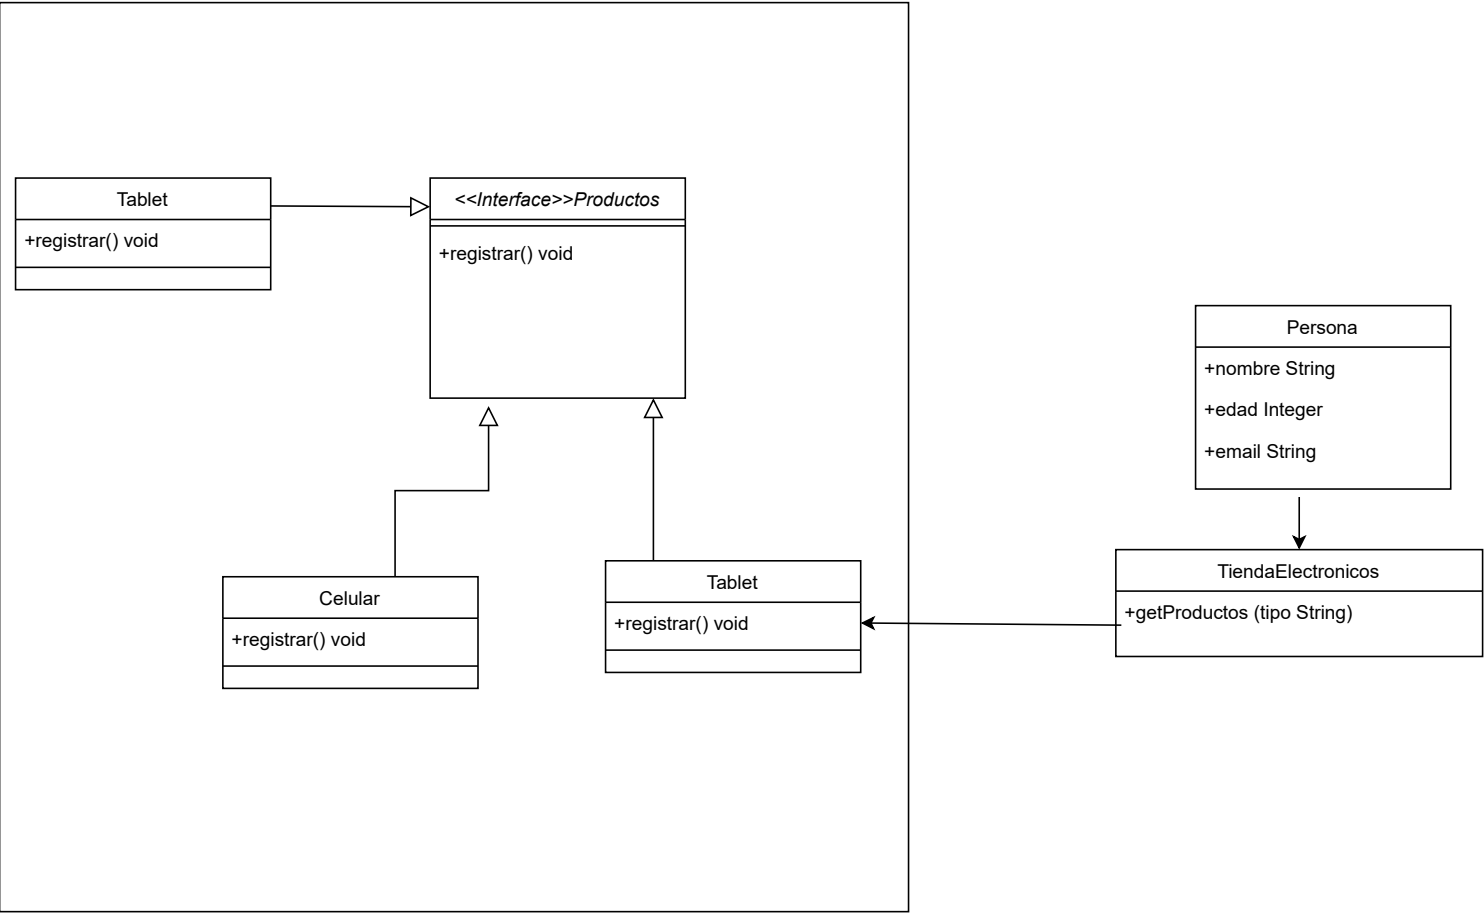 Tablet
+registrar() void
<<Interface>>Productos
+registrar() void
Persona
+nombre String
+edad Integer
+email String
Celular
+registrar() void
Tablet
+registrar() void
TiendaElectronicos
+getProductos (tipo String)